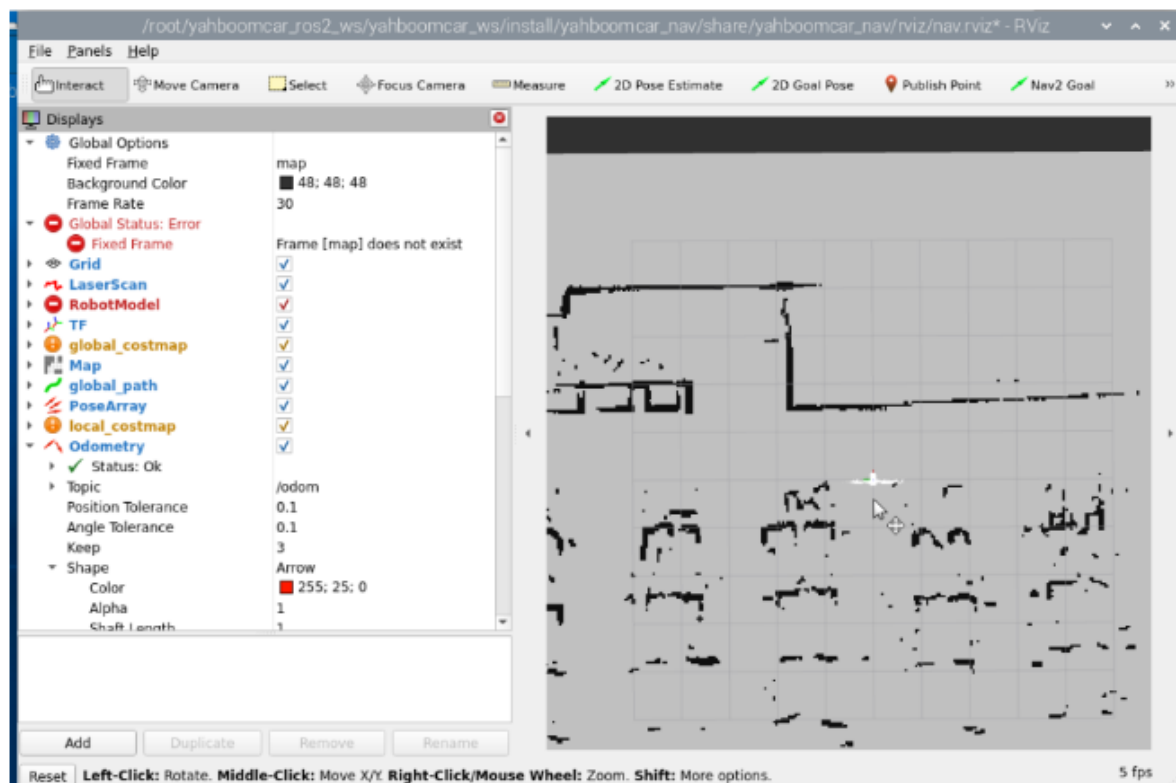 /root/yahboomcar_ros2_ws/yahboomcar_ws/install/yahboomcar_nav/share/yahboomcar_nav/rviz/nav.rviz* - RViz
File Panels Help
Interact Move Camera Select Focus Camera Measure 2D Pose Estimate 2D Goal Pose Publish Point Nav2 Goal »
Displays
Global Options
Fixed Frame map
Background Color 48; 48; 48
Frame Rate 30
Global Status: Error
Fixed Frame Frame [map] does not exist
Grid
LaserScan
RobotModel
TF
global_costmap
Map
global_path
PoseArray
local_costmap
Odometry
Status: Ok
Topic /odom
Position Tolerance 0.1
Angle Tolerance 0.1
Keep 3
Shape Arrow
Color 255; 25; 0
Alpha 1
Shaft Length 1
Add Duplicate Remove Rename
Reset Left-Click: Rotate. Middle-Click: Move X/Y. Right-Click/Mouse Wheel: Zoom. Shift: More options. 5 fps